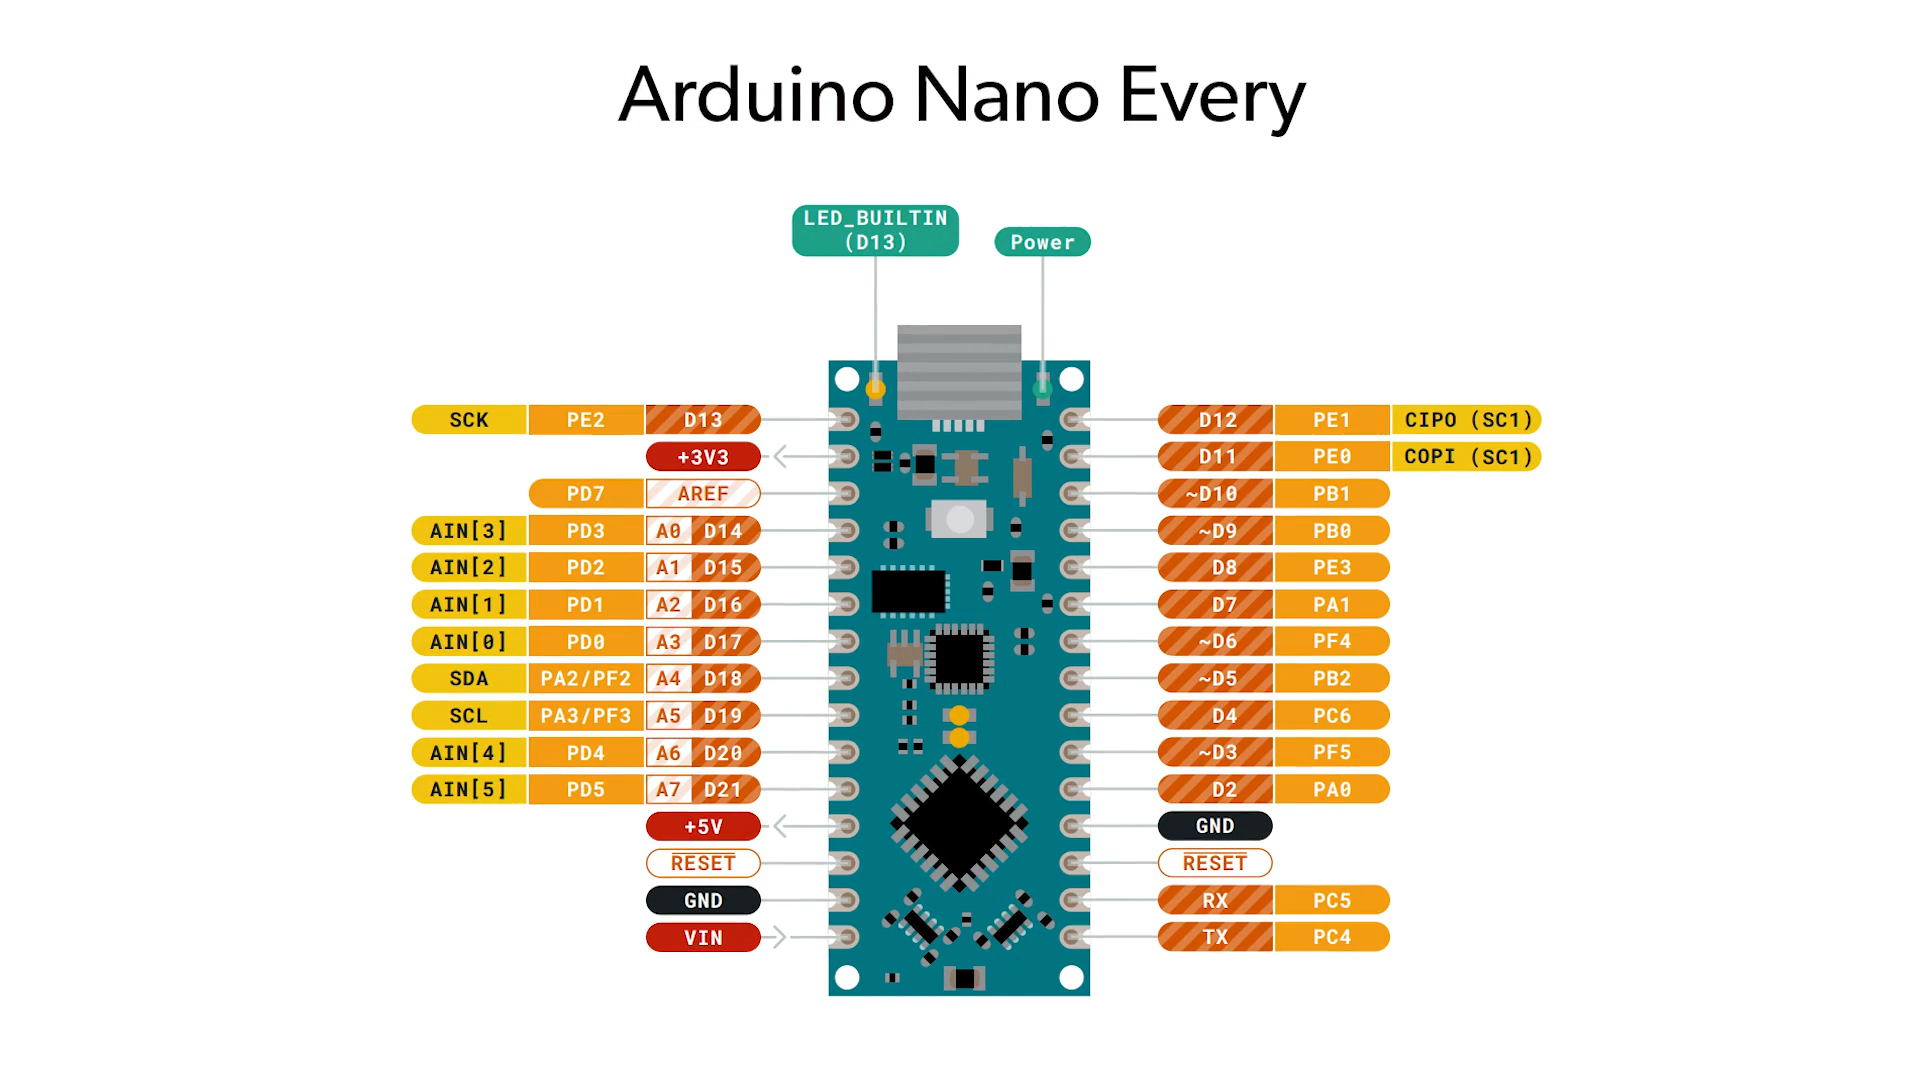 Arduino Nano Every
LED_BUILTIN
(D13)
Power
SCK PE2 D13
+3V3
PD7 AREF
AIN[3] PD3 A0 D14
AIN[2] PD2 A1 D15
AIN[1] PD1 A2 D16
AIN[0] PD0 A3 D17
SDA PA2/PF2 A4 D18
SCL PA3/PF3 A5 D19
AIN[4] PD4 A6 D20
AIN[5] PD5 A7 D21
+5V
RESET
GND
VIN
D12 PE1 CIPO (SC1)
D11 PE0 COPI (SC1)
~D10 PB1
~D9 PB0
D8 PE3
D7 PA1
~D6 PF4
~D5 PB2
D4 PC6
~D3 PF5
D2 PA0
GND
RESET
RX PC5
TX PC4